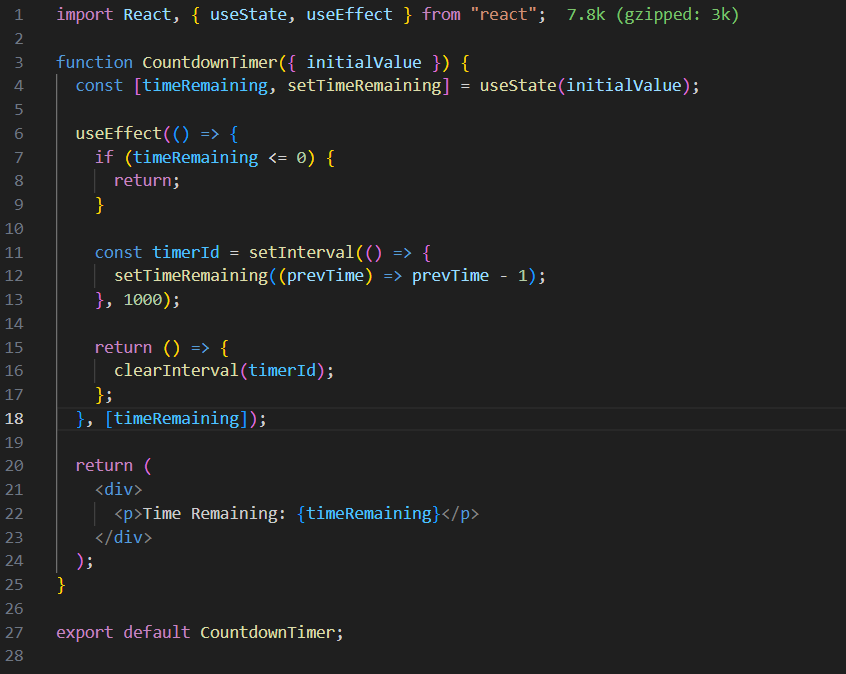 1 import React, { useState, useEffect } from "react"; 7.8k (gzipped: 3k)
2
3 function CountdownTimer({ initialValue }) {
4 const [timeRemaining, setTimeRemaining] = useState(initialValue);
5
6 useEffect(() => {
7 if (timeRemaining <= 0) {
8 return;
9 }
10
11 const timerId = setInterval(() => {
12 setTimeRemaining((prevTime) => prevTime - 1);
13 }, 1000);
14
15 return () => {
16 clearInterval(timerId);
17 };
18 }, [timeRemaining]);
19
20 return (
21 <div>
22 <p>Time Remaining: {timeRemaining}</p>
23 </div>
24 );
25 }
26
27 export default CountdownTimer;
28